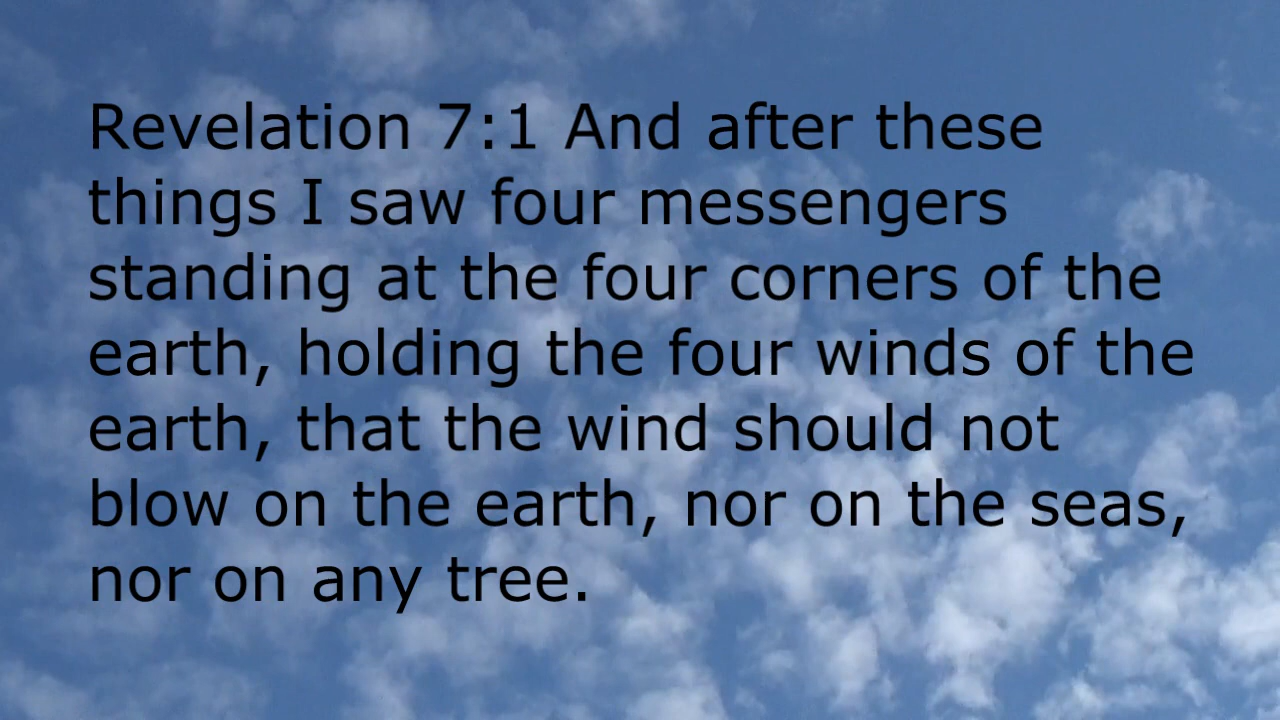 Revelation 7:1 And after these
things I saw four messengers
standing at the four corners of the
earth, holding the four winds of the
earth, that the wind should not
blow on the earth, nor on the seas,
nor on any tree.